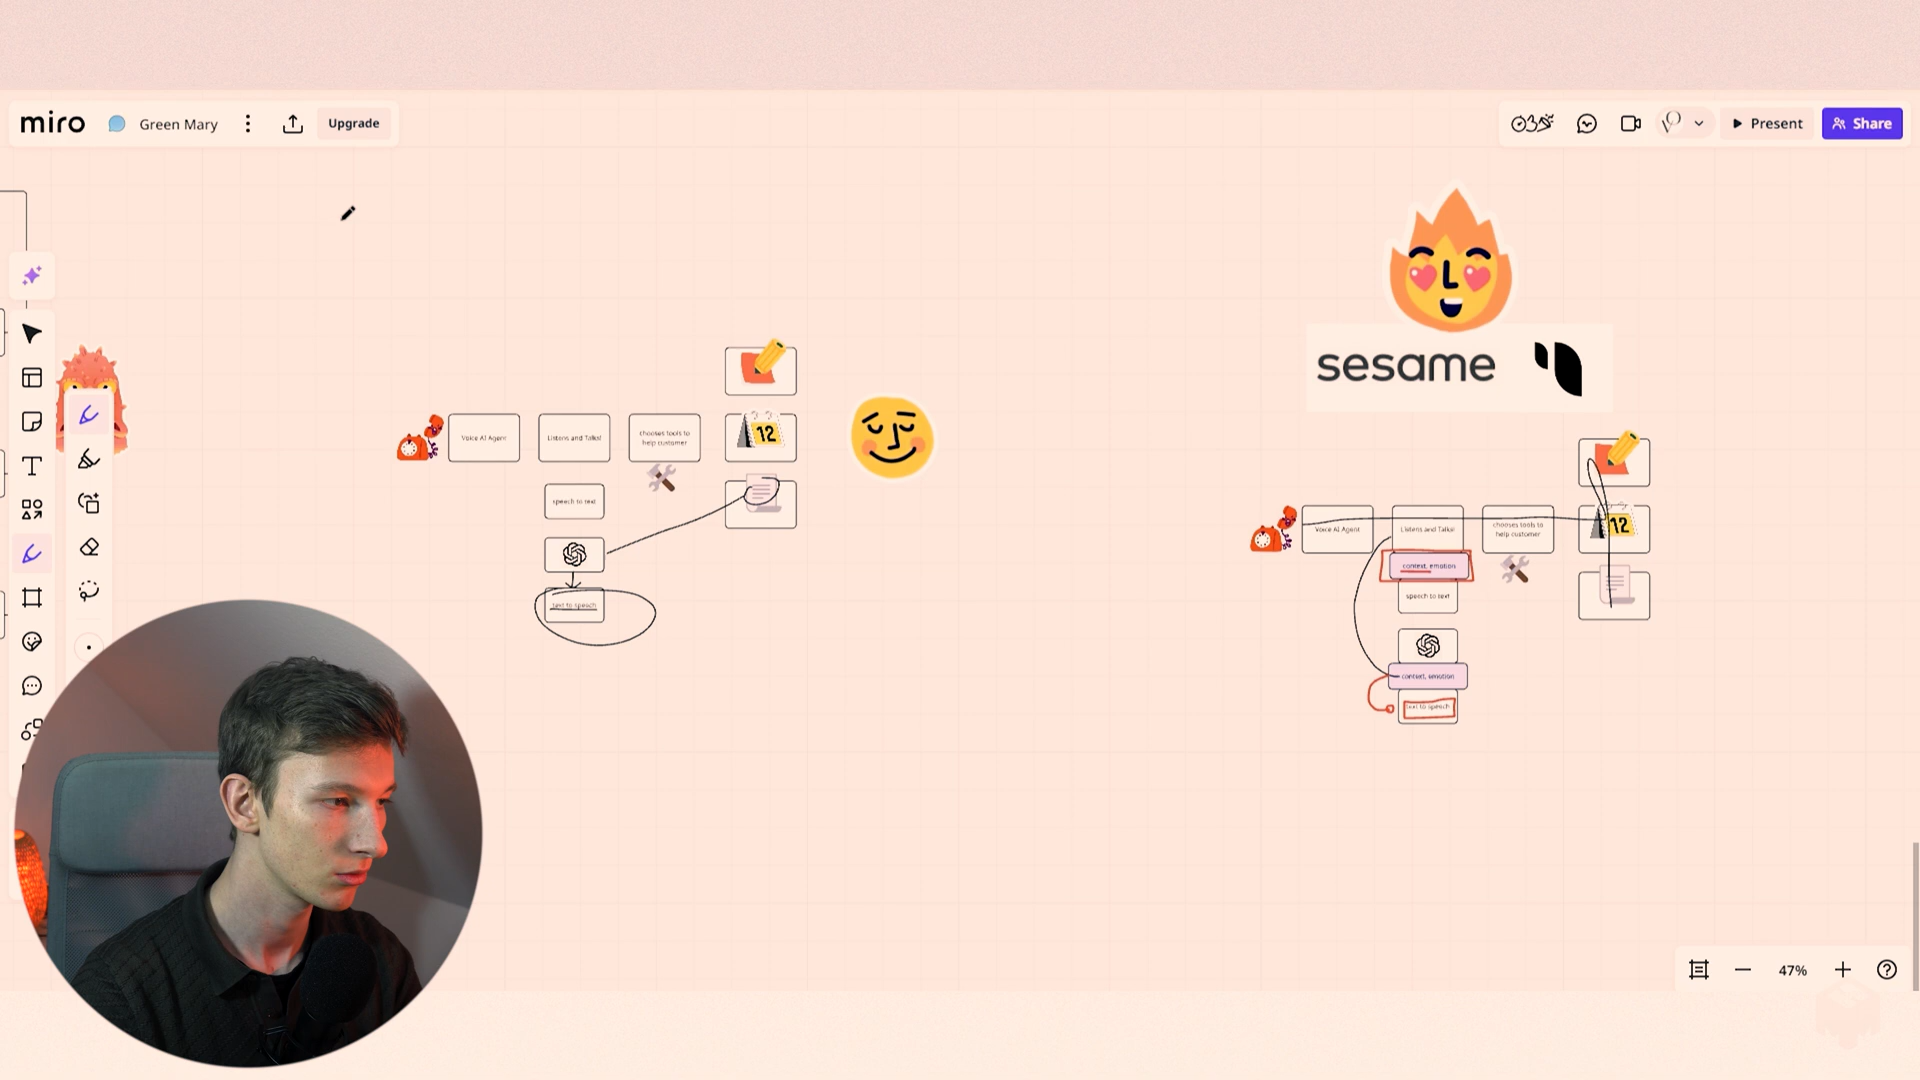 miro
Green Mary
Upgrade
Present
Share
sesame
12
Voice AI Agent
Listens and Talks!
chooses tools to
help customer
speech to text
text to speech
12
Voice AI Agent
Listens and Talks!
chooses tools to
help customer
context, emotion
speech to text
context, emotion
text to speech
47%